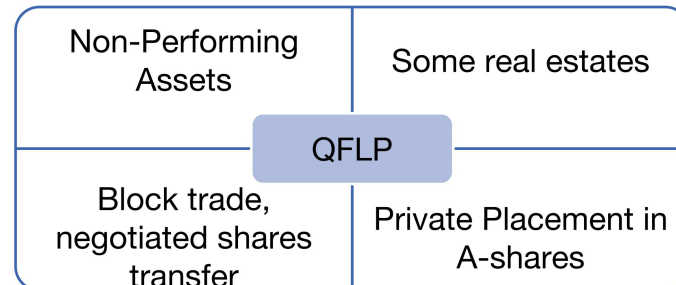 Non-Performing
Assets
Some real estates
QFLP
Block trade,
negotiated shares
transfer
Private Placement in
A-shares